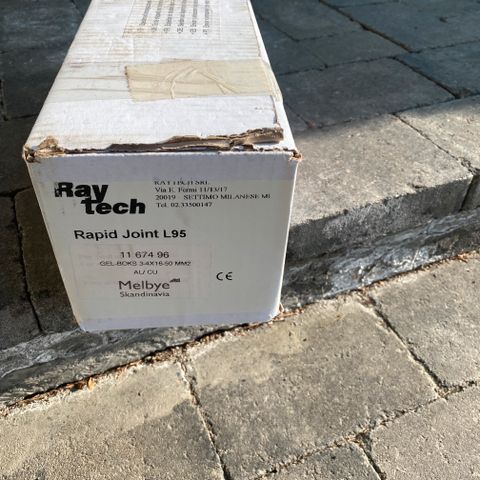 Ray
tech
RAYTECH SRL
Via E. Fermi 11/13/17
20019 SETTIMO MILANESE MI
Tel. 02.33500147
Rapid Joint L95
11 674 96
GEL-BOKS 3-4X16-50 MM2
AL/ CU
Melbye
Skandinavia
CE